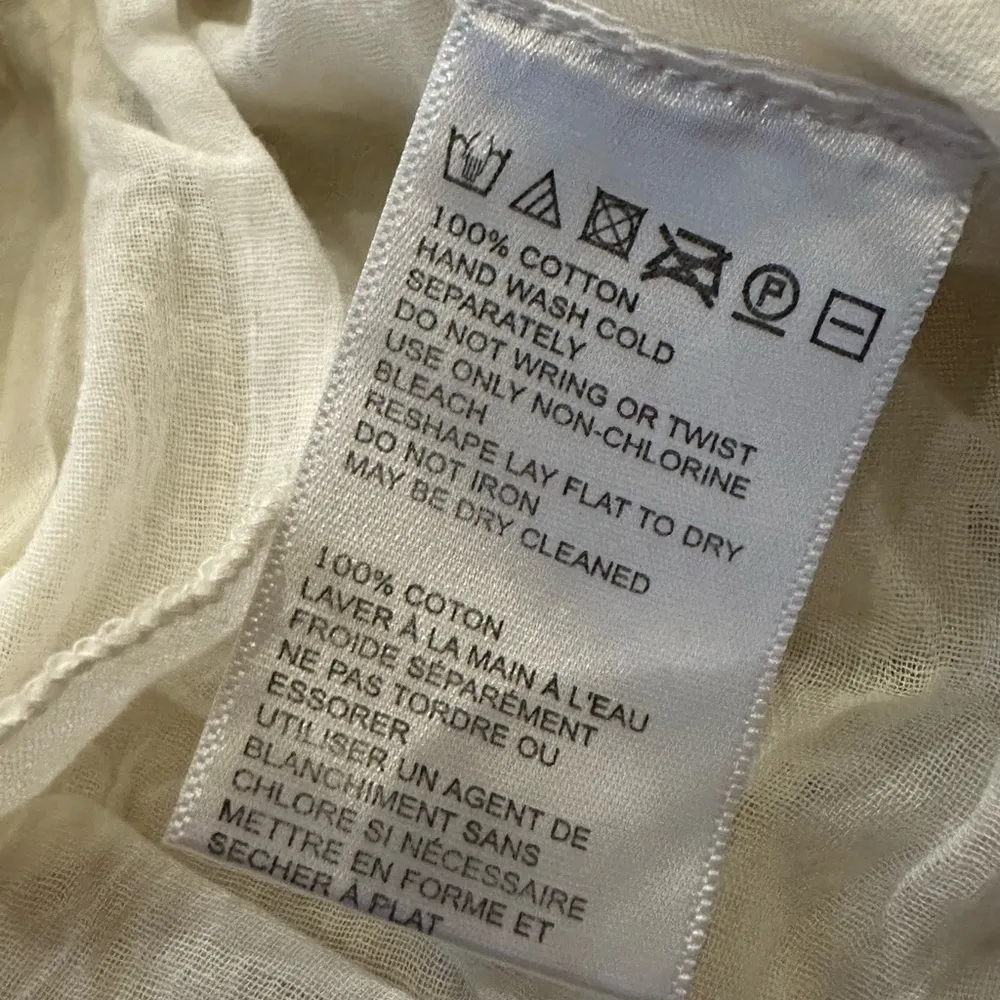 P
100% COTTON
HAND WASH COLD
SEPARATELY
DO NOT WRING OR TWIST
USE ONLY NON-CHLORINE
BLEACH
RESHAPE LAY FLAT TO DRY
DO NOT IRON
MAY BE DRY CLEANED
100% COTON
LAVER À LA MAIN À L'EAU
FROIDE SÉPARÉMENT
NE PAS TORDRE OU
ESSORER
UTILISER UN AGENT DE
BLANCHIMENT SANS
CHLORE SI NÉCESSAIRE
METTRE EN FORME ET
SECHER À PLAT